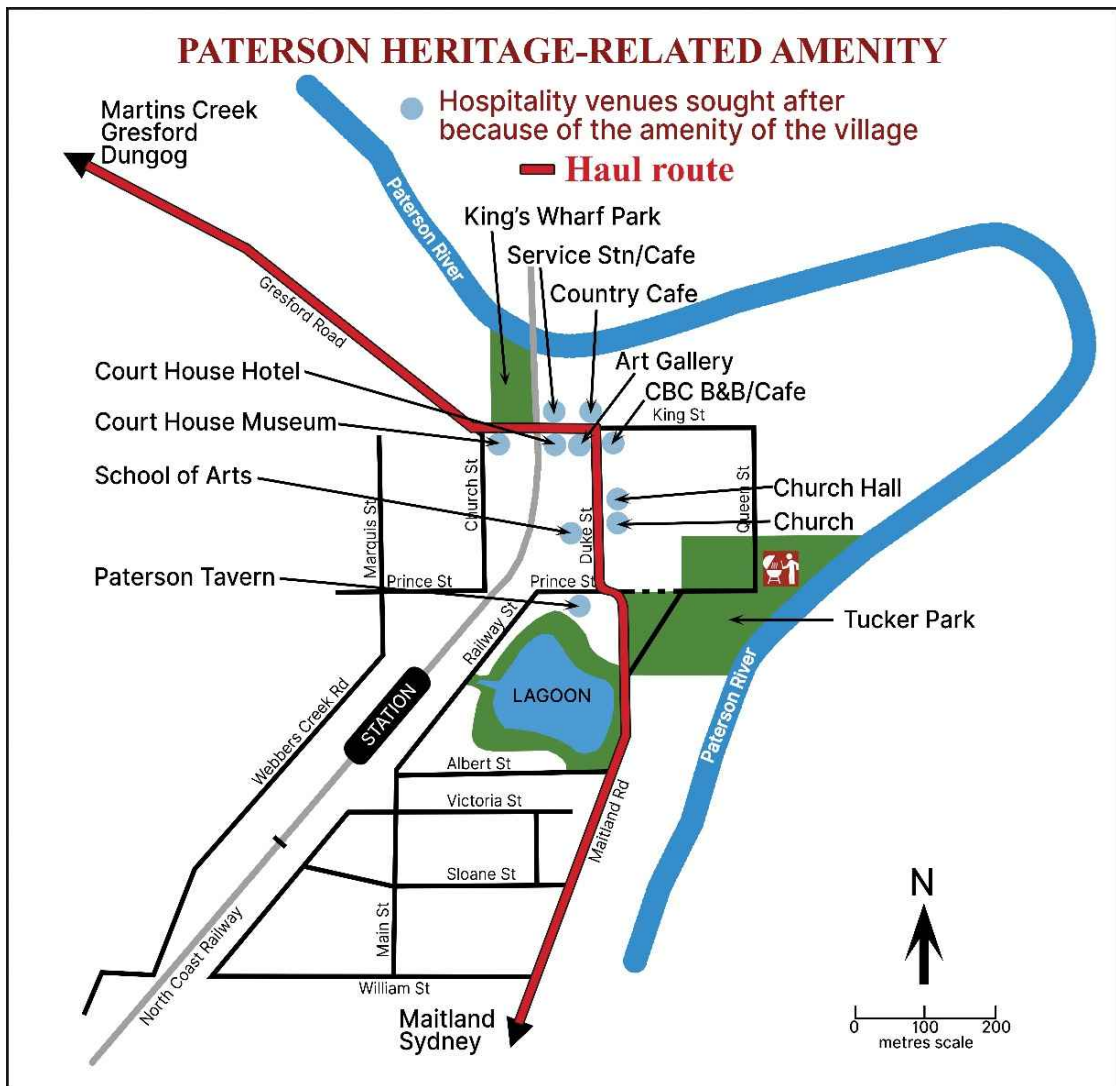 PATERSON HERITAGE-RELATED AMENITY
Hospitality venues sought after
because of the amenity of the village
Haul route
Martins Creek
Gresford
Dungog
Paterson River
King's Wharf Park
Service Stn/Cafe
Country Cafe
Gresford Road
Art Gallery
Court House Hotel
CBC B&B/Cafe
King St
Court House Museum
School of Arts
Marquis St
Church St
Duke St
Queen St
Church Hall
Church
Paterson Tavern
Prince St
Prince St
Railway St
Tucker Park
STATION
LAGOON
Webbers Creek Rd
Paterson River
Albert St
Victoria St
Maitland Rd
Sloane St
Main St
North Coast Railway
William St
Maitland
Sydney
N
0 100 200
metres scale